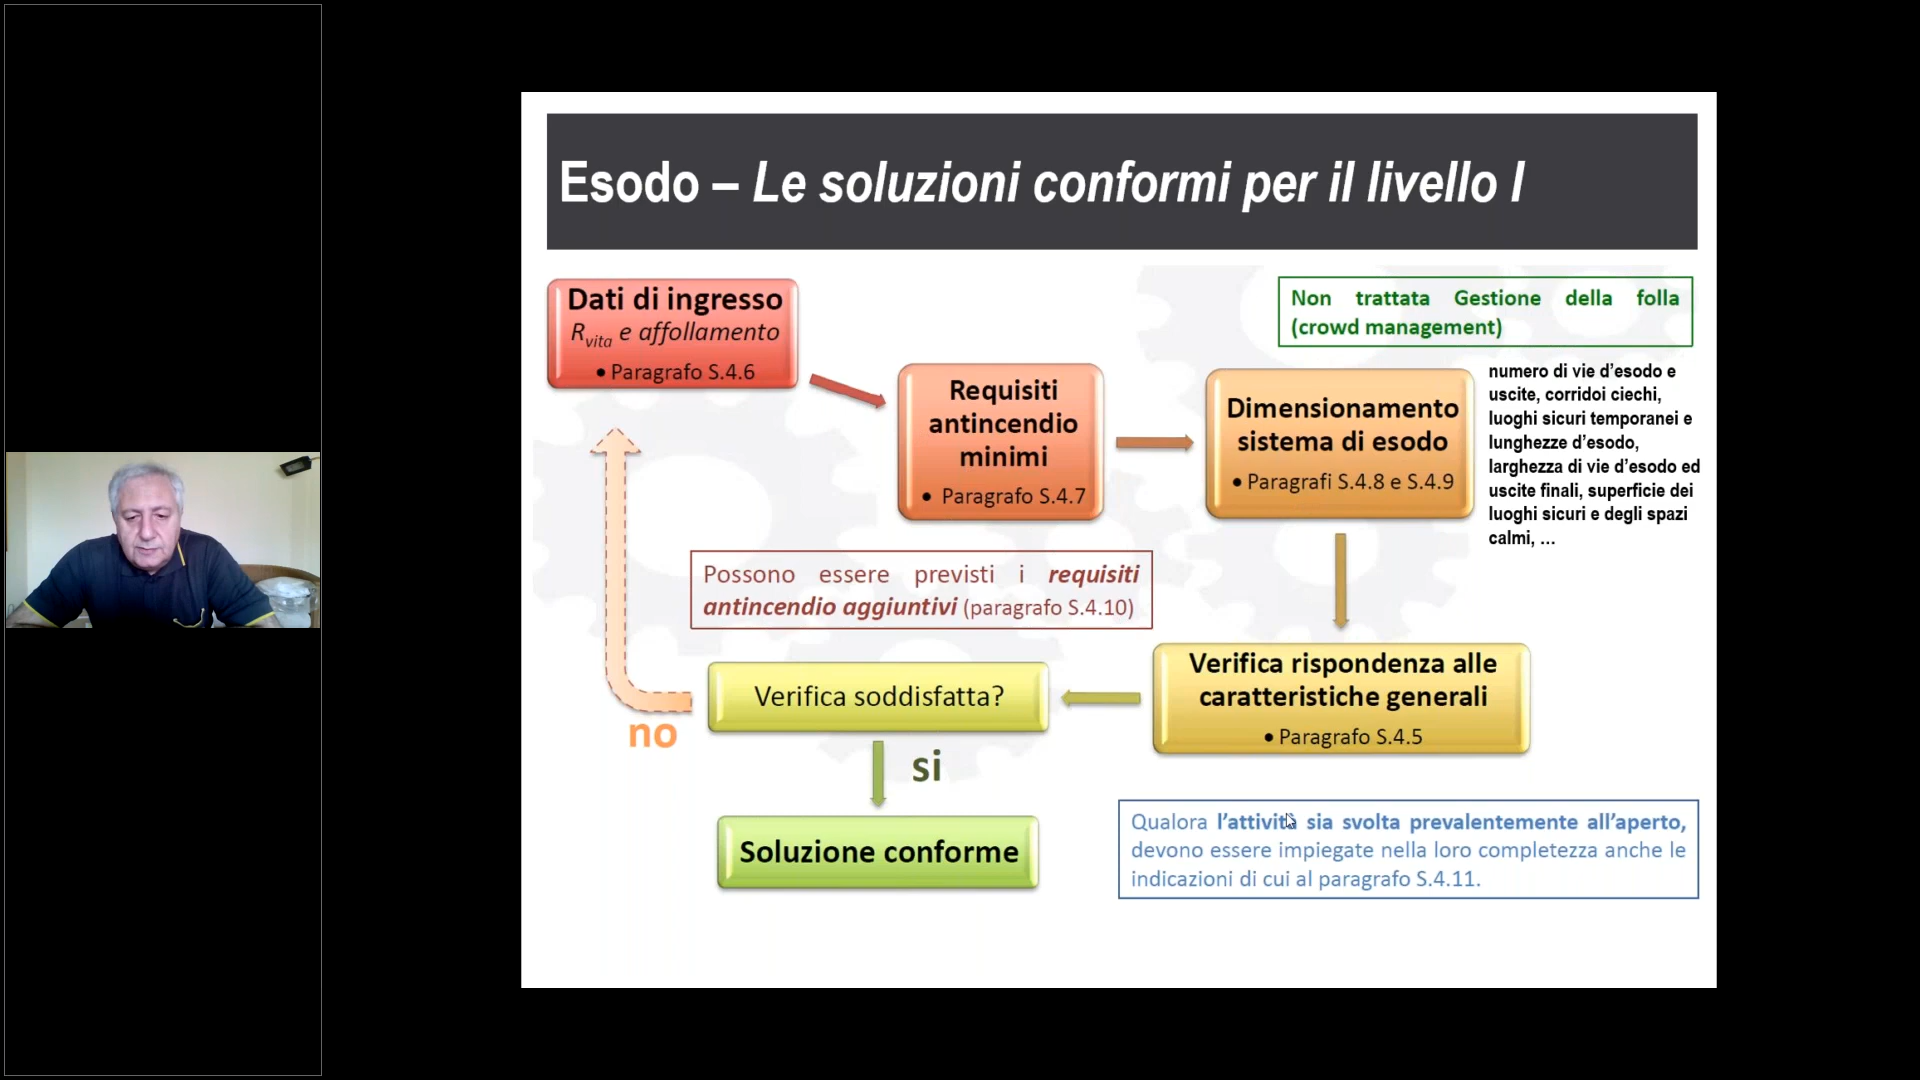 Esodo – Le soluzioni conformi per il livello I
Dati di ingresso
Rvita e affollamento
• Paragrafo S.4.6
Non trattata Gestione della folla
(crowd management)
Requisiti
antincendio
minimi
• Paragrafo S.4.7
Dimensionamento
sistema di esodo
• Paragrafi S.4.8 e S.4.9
numero di vie d’esodo e
uscite, corridoi ciechi,
luoghi sicuri temporanei e
lunghezze d’esodo,
larghezza di vie d’esodo ed
uscite finali, superficie dei
luoghi sicuri e degli spazi
calmi, …
Possono essere previsti i requisiti
antincendio aggiuntivi (paragrafo S.4.10)
Verifica rispondenza alle
caratteristiche generali
• Paragrafo S.4.5
Verifica soddisfatta?
no
si
Soluzione conforme
Qualora l’attività sia svolta prevalentemente all’aperto,
devono essere impiegate nella loro completezza anche le
indicazioni di cui al paragrafo S.4.11.